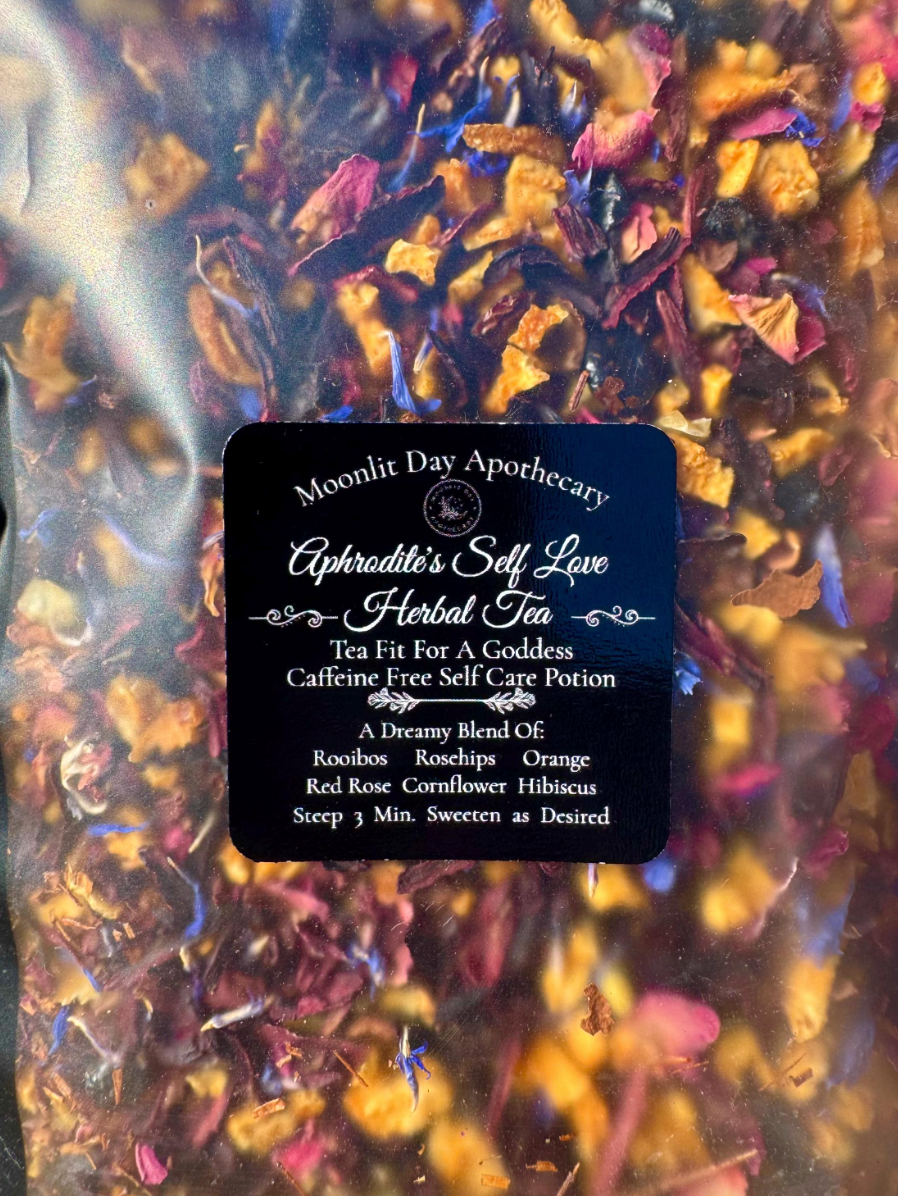 Moonlit Day Apothecary
Aphrodite's Self Love
Herbal Tea
Tea Fit For A Goddess
Caffeine Free Self Care Potion
A Dreamy Blend Of:
Rooibos Rosehips Orange
Red Rose Cornflower Hibiscus
Steep 3 Min. Sweeten as Desired